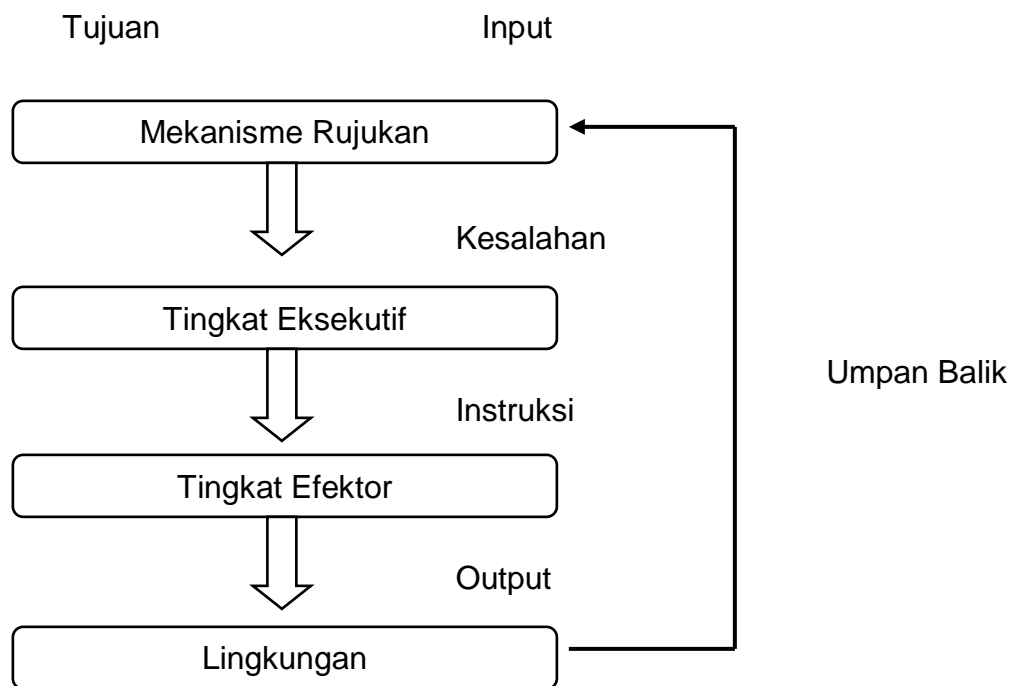 Tujuan
Input
Mekanisme Rujukan
Kesalahan
Tingkat Eksekutif
Umpan Balik
Instruksi
Tingkat Efektor
Output
Lingkungan